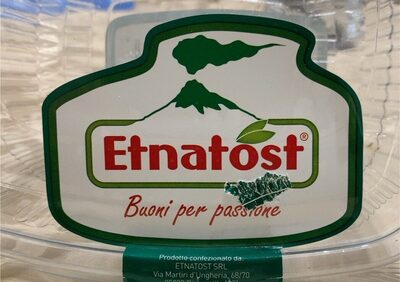 Etnatost®
Buoni per passione
Prodotto confezionato da:
ETNATOST SRL
Via Martiri d'Ungheria, 68/70